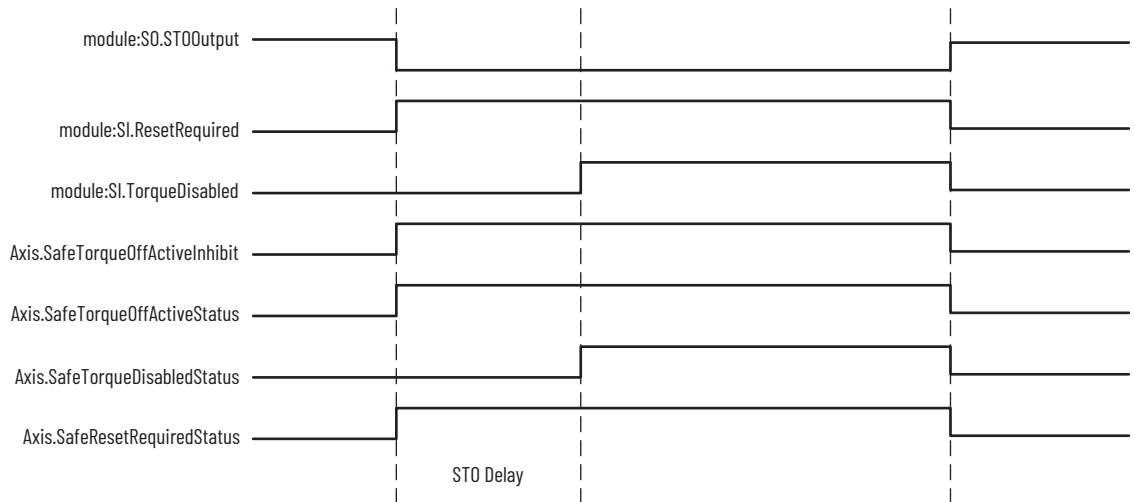 module:SO.STOOutput
module:SI.ResetRequired
module:SI.TorqueDisabled
Axis.SafeTorqueOffActiveInhibit
Axis.SafeTorqueOffActiveStatus
Axis.SafeTorqueDisabledStatus
Axis.SafeResetRequiredStatus
STO Delay